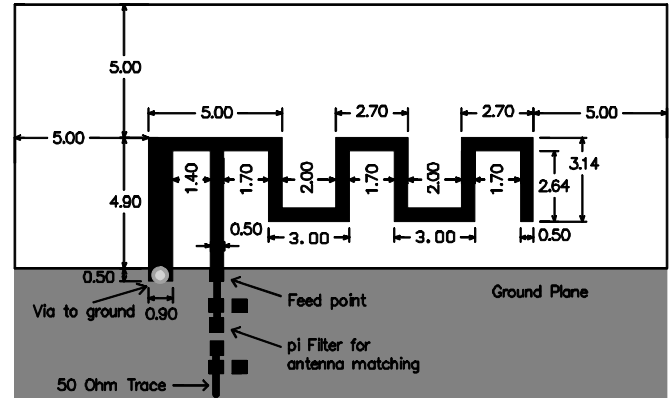 5.00
5.00 2.70 2.70 5.00
5.00
1.40 1.70 2.00 1.70 2.00 1.70 2.64 3.14
4.90
0.50 0.50
3.00 3.00
0.50
Feed point Ground Plane
Via to ground 0.90
pi Filter for
antenna matching
50 Ohm Trace